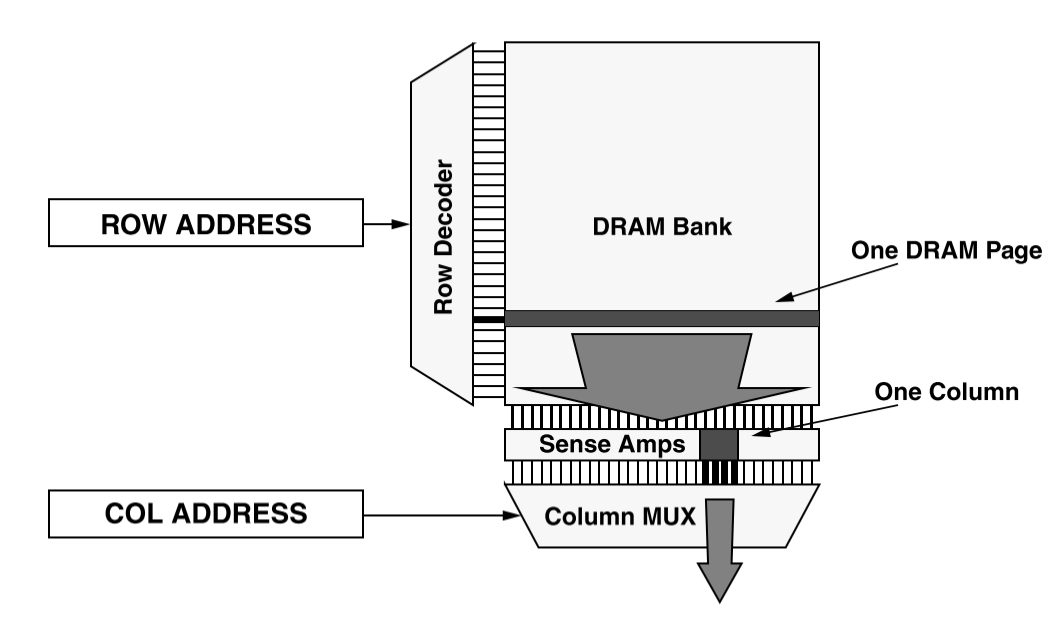 Row Decoder
ROW ADDRESS
DRAM Bank
One DRAM Page
One Column
Sense Amps
COL ADDRESS
Column MUX